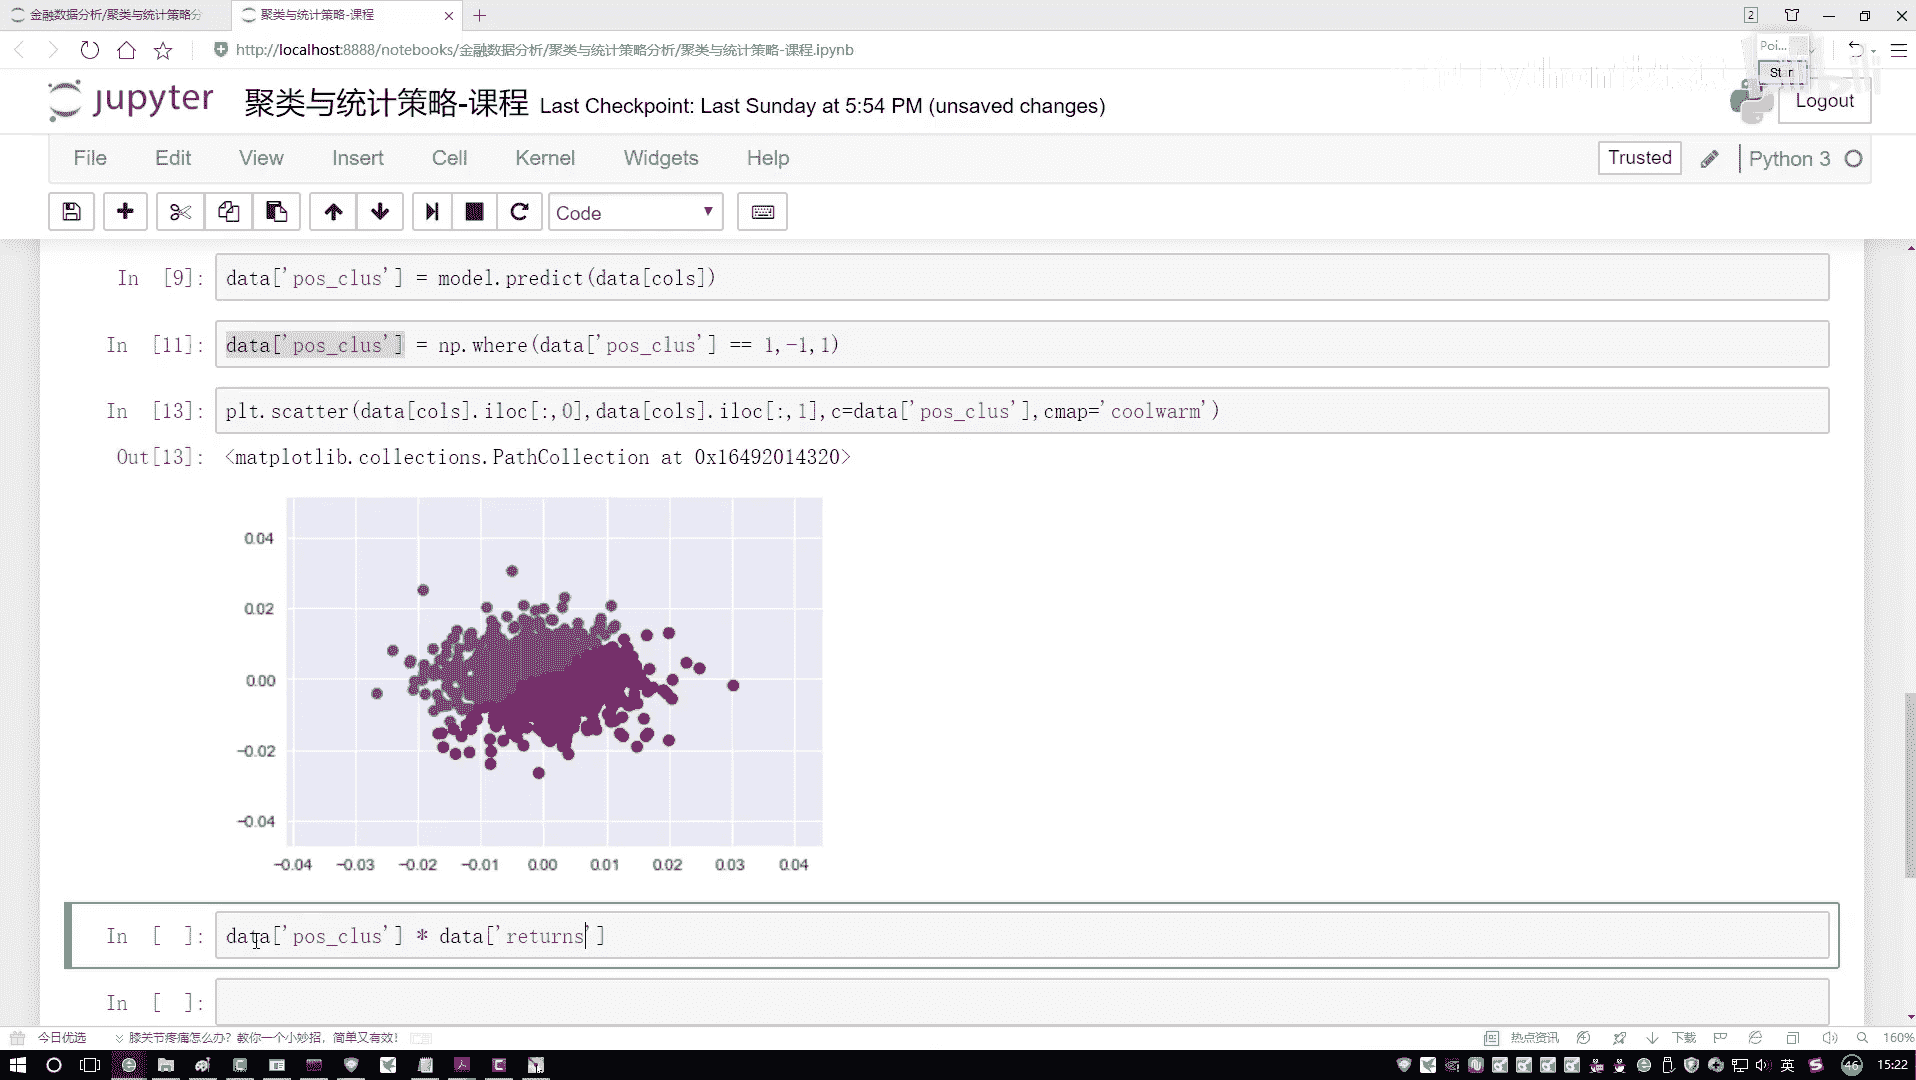 金融数据分析/聚类与统计策略分
聚类与统计策略-课程
2
http://localhost:8888/notebooks/金融数据分析/聚类与统计策略分析/聚类与统计策略-课程.ipynb
Poi...
jupyter
聚类与统计策略-课程 Last Checkpoint: Last Sunday at 5:54 PM (unsaved changes)
Logout
File Edit View Insert Cell Kernel Widgets Help
Trusted
Python 3
Code
In [9]: data['pos_clus'] = model.predict(data[cols])
In [11]: data['pos_clus'] = np.where(data['pos_clus'] == 1,-1,1)
In [13]: plt.scatter(data[cols].iloc[:,0],data[cols].iloc[:,1],c=data['pos_clus'],cmap='coolwarm')
Out[13]: <matplotlib.collections.PathCollection at 0x16492014320>
0.04
0.02
0.00
−0.02
−0.04
−0.04 −0.03 −0.02 −0.01 0.00 0.01 0.02 0.03 0.04
In [ ]: data['pos_clus'] * data['returns']
In [ ]:
今日优选 膝关节疼痛怎么办? 教你一个小妙招，简单又有效! 热点资讯 下载 160%
英 46 15:22